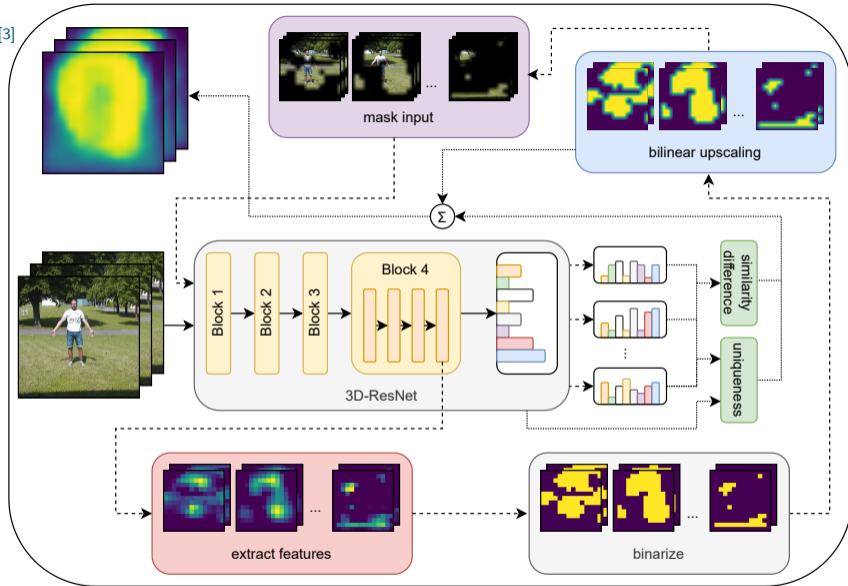 [3]
mask input
...
bilinear upscaling
...
Σ
Block 1
Block 2
Block 3
Block 4
3D-ResNet
...
similarity
difference
uniqueness
extract features
...
binarize
...